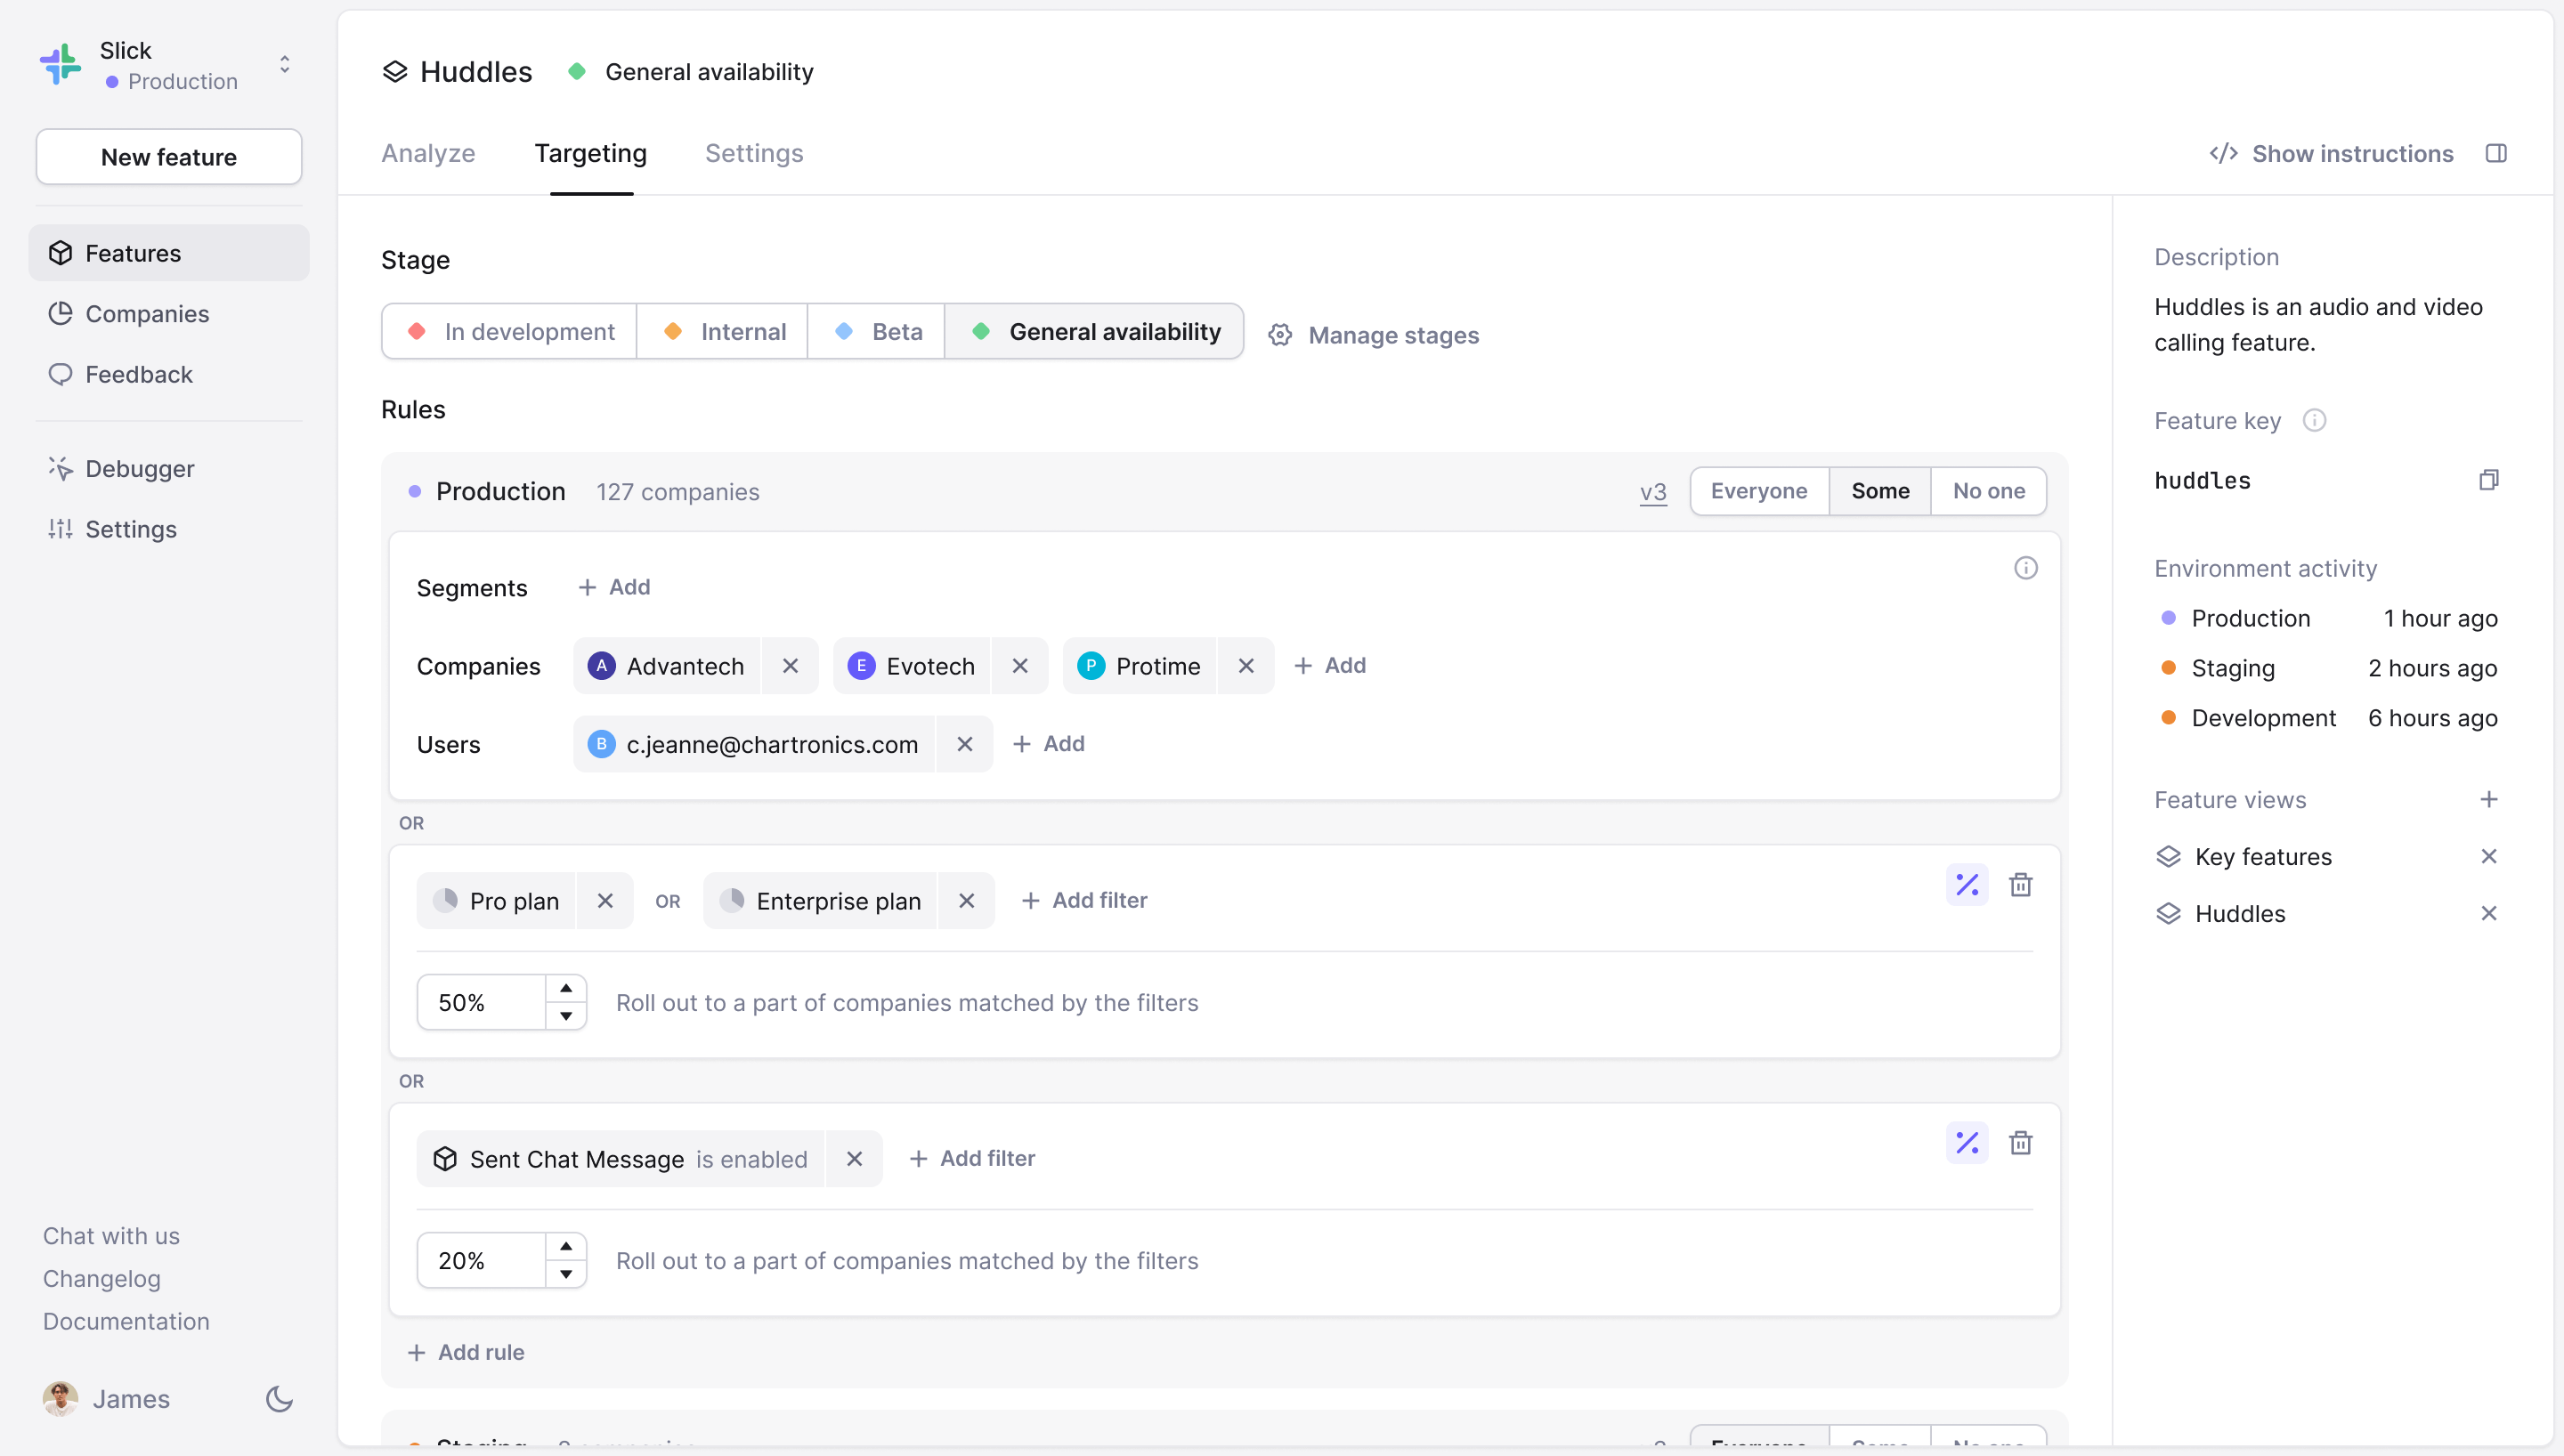 Slick
Production
New feature
Features
Companies
Feedback
Debugger
Settings
Chat with us
Changelog
Documentation
James
Huddles General availability
Analyze Targeting Settings
Show instructions
Stage
In development Internal Beta General availability Manage stages
Rules
Production 127 companies v3 Everyone Some No one
Segments + Add
Companies A Advantech E Evotech P Protime + Add
Users B c.jeanne@chartronics.com + Add
OR
Pro plan OR Enterprise plan + Add filter
50% Roll out to a part of companies matched by the filters
OR
Sent Chat Message is enabled + Add filter
20% Roll out to a part of companies matched by the filters
+ Add rule
Staging companies Everyone Some No one
Description
Huddles is an audio and video
calling feature.
Feature key
huddles
Environment activity
Production 1 hour ago
Staging 2 hours ago
Development 6 hours ago
Feature views
Key features
Huddles